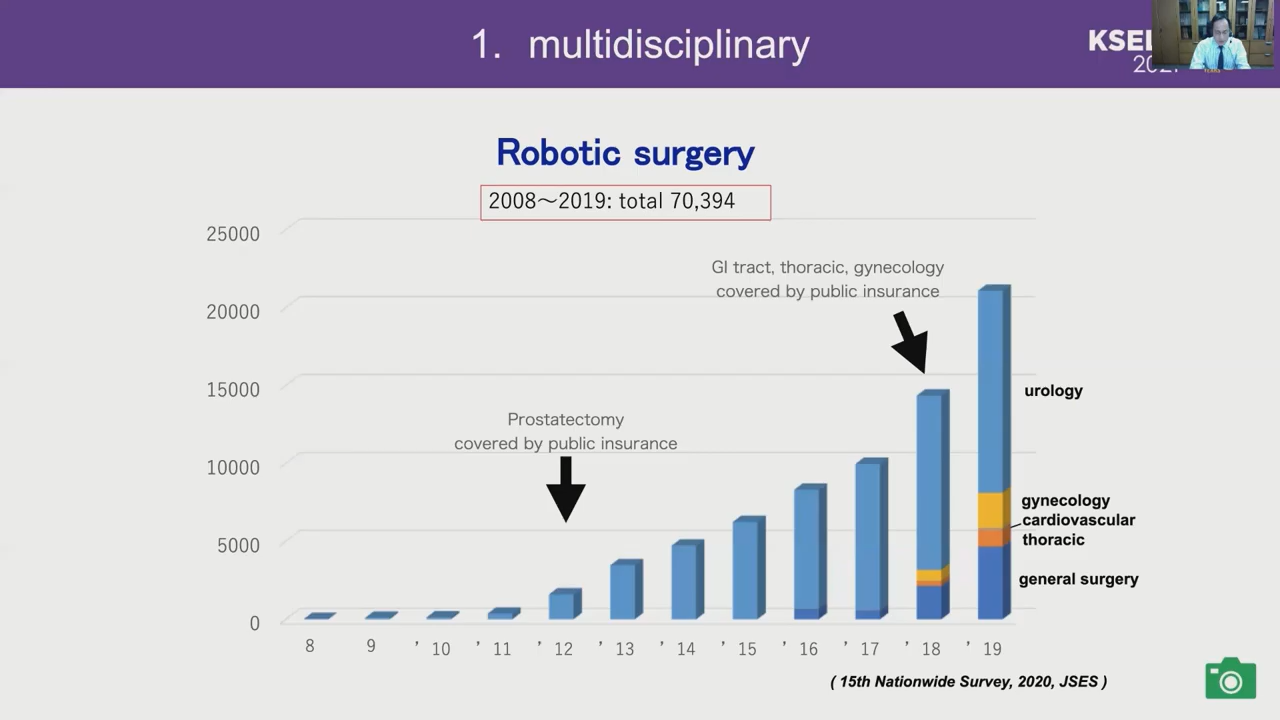 1. multidisciplinary
Robotic surgery
2008～2019: total 70,394
25000
20000
15000
10000
5000
0
GI tract, thoracic, gynecology
covered by public insurance
Prostatectomy
covered by public insurance
urology
gynecology
cardiovascular
thoracic
general surgery
8 9 ' 10 ' 11 ' 12 ' 13 ' 14 ' 15 ' 16 ' 17 ' 18 ' 19
( 15th Nationwide Survey, 2020, JSES )